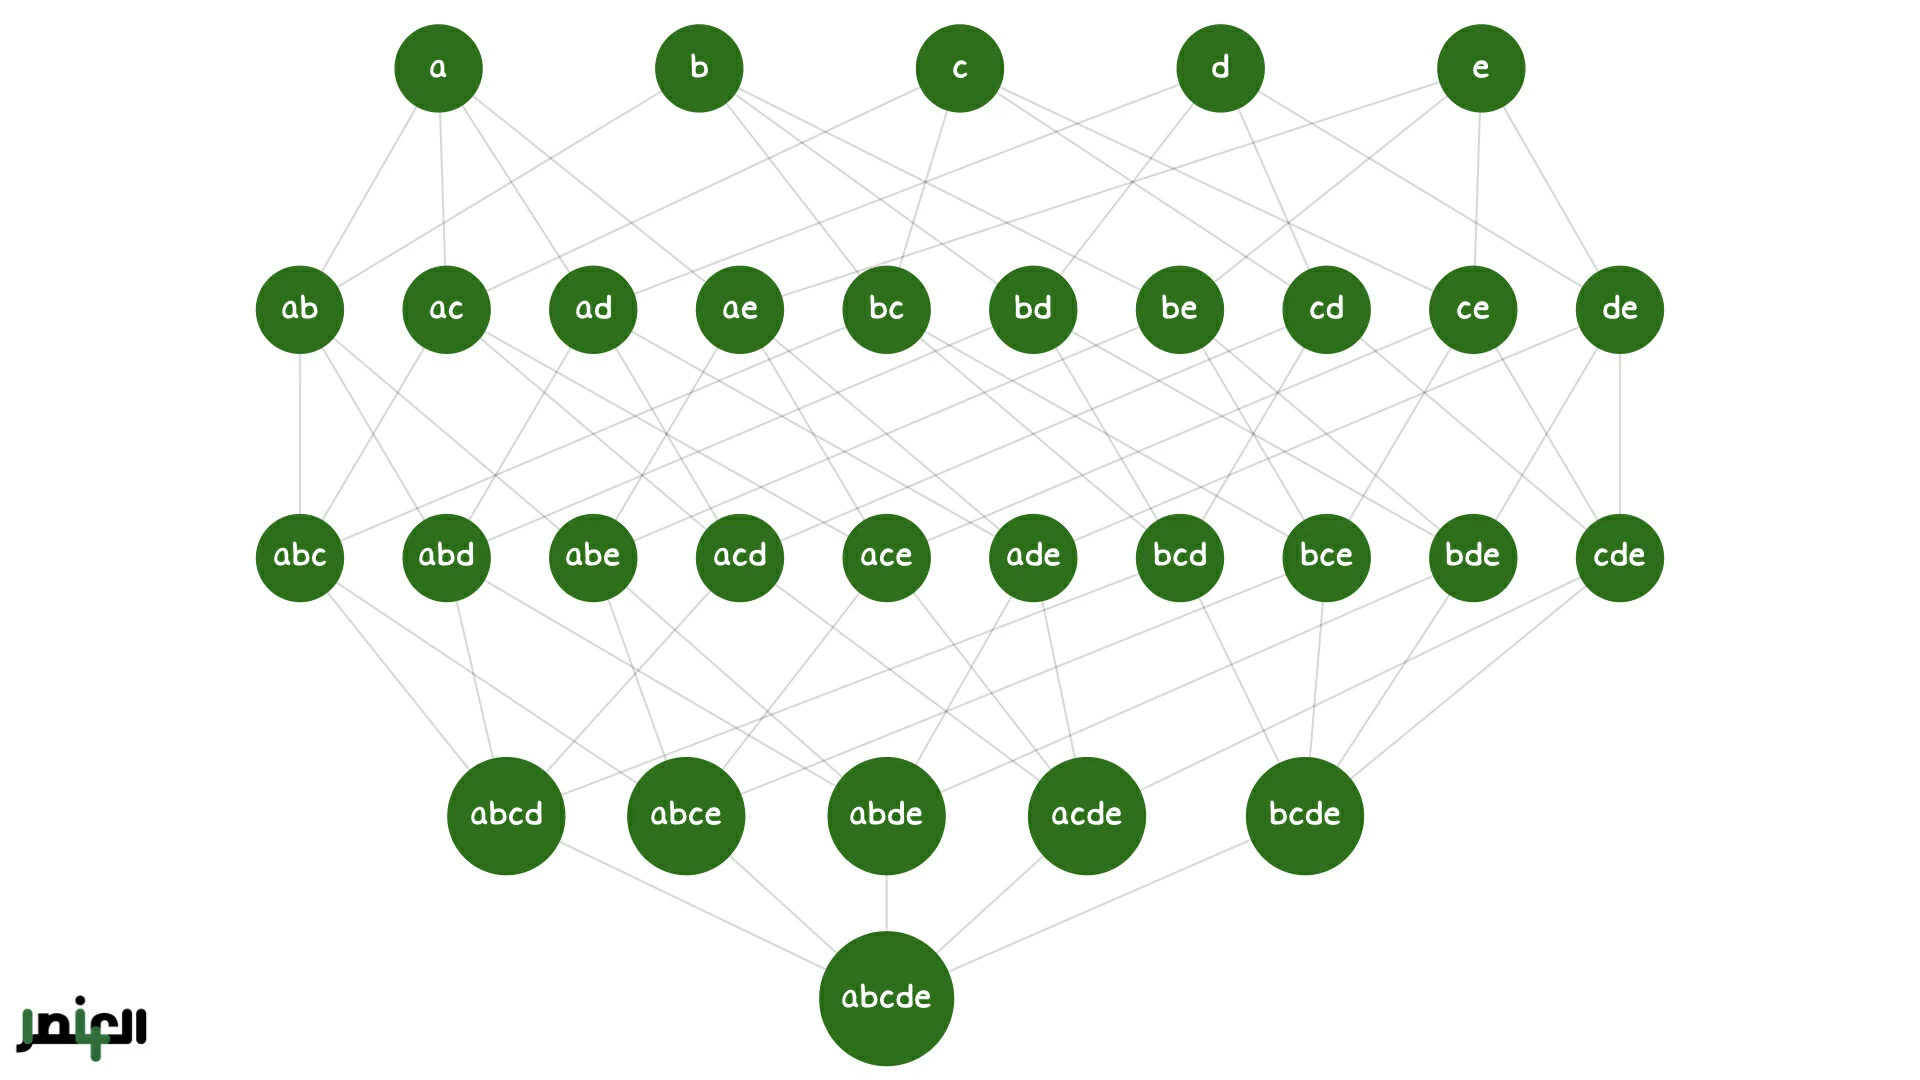 a b c d e
ab ac ad ae bc bd be cd ce de
abc abd abe acd ace ade bcd bce bde cde
abcd abce abde acde bcde
abcde
العنصر